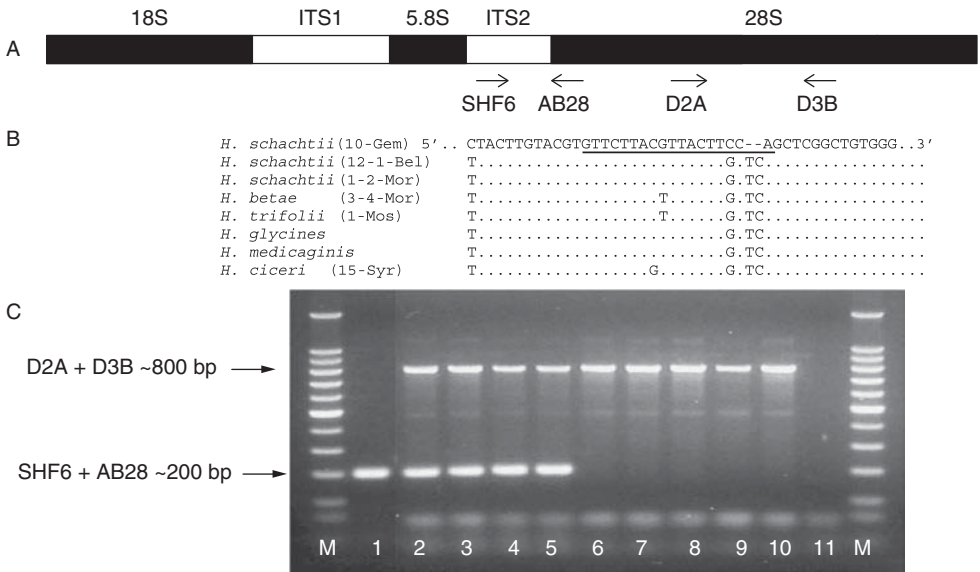 18S ITS1 5.8S ITS2 28S
A
SHF6 AB28 D2A D3B
B
H. schachtii (10-Gem) 5'.. CTACTTGTACGTGTTCTTACGTTACTTCC--AGCTCGGCTGTGGG..3'
H. schachtii (12-1-Bel) T..........................G.TC.................
H. schachtii (1-2-Mor) T..........................G.TC.................
H. betae (3-4-Mor) T...................T......G.TC.................
H. trifolii (1-Mos) T...................T......G.TC.................
H. glycines T..........................G.TC.................
H. medicaginis T..........................G.TC.................
H. ciceri (15-Syr) T..................G.......G.TC.................
C
D2A + D3B ~800 bp
SHF6 + AB28 ~200 bp
M 1 2 3 4 5 6 7 8 9 10 11 M